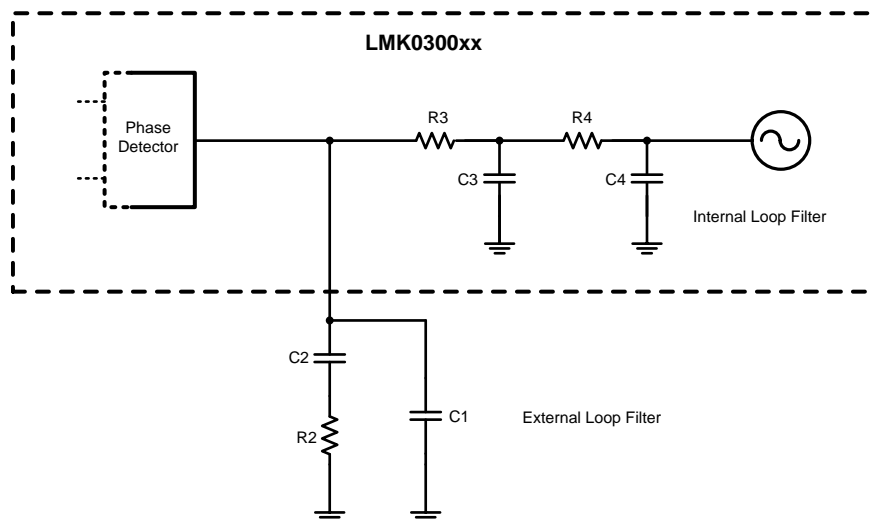 LMK0300xx
Phase
Detector
R3
R4
C3
C4
Internal Loop Filter
C2
C1
External Loop Filter
R2